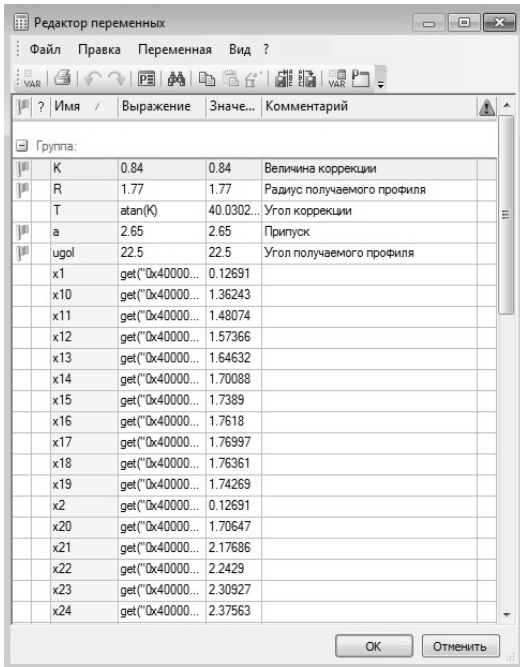 Редактор переменных
Файл Правка Переменная Вид ?
VAR PE VAR P
? Имя / Выражение Значе... Комментарий
Группа:
K 0.84 0.84 Величина коррекции
R 1.77 1.77 Радиус получаемого профиля
T atan(K) 40.0302... Угол коррекции
a 2.65 2.65 Припуск
ugol 22.5 22.5 Угол получаемого профиля
x1 get("0x40000... 0.12691
x10 get("0x40000... 1.36243
x11 get("0x40000... 1.48074
x12 get("0x40000... 1.57366
x13 get("0x40000... 1.64632
x14 get("0x40000... 1.70088
x15 get("0x40000... 1.7389
x16 get("0x40000... 1.7618
x17 get("0x40000... 1.76997
x18 get("0x40000... 1.76361
x19 get("0x40000... 1.74269
x2 get("0x40000... 0.12691
x20 get("0x40000... 1.70647
x21 get("0x40000... 2.17686
x22 get("0x40000... 2.2429
x23 get("0x40000... 2.30927
x24 get("0x40000... 2.37563
OK Отменить